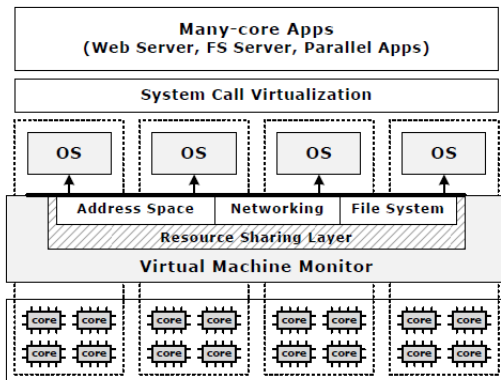 Many-core Apps
(Web Server, FS Server, Parallel Apps)
System Call Virtualization
OS OS OS OS
Address Space Networking File System
Resource Sharing Layer
Virtual Machine Monitor
core core core core core core core core
core core core core core core core core